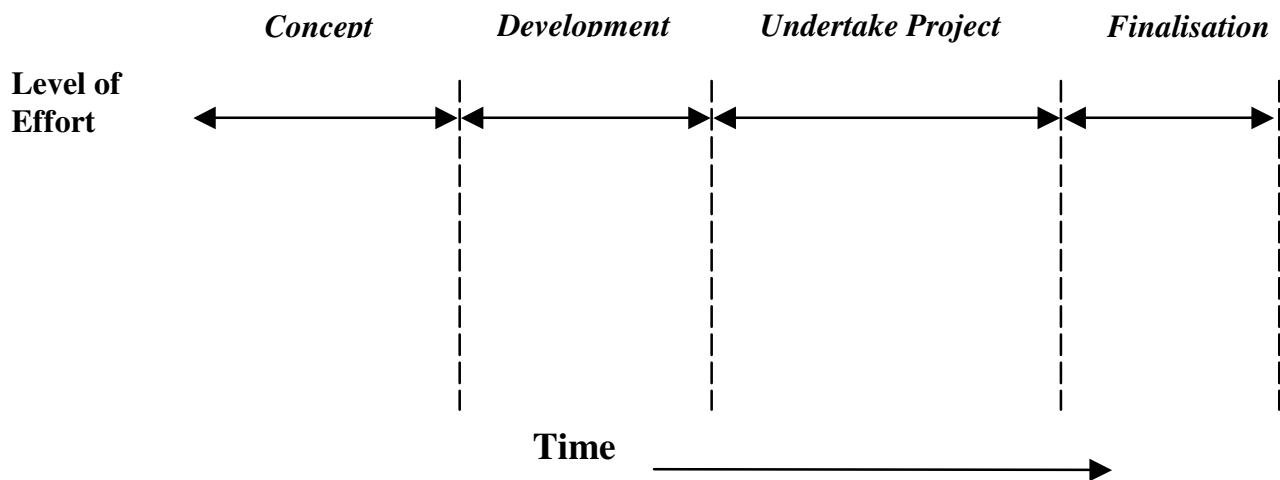 Concept Development Undertake Project Finalisation
Level of
Effort
Time